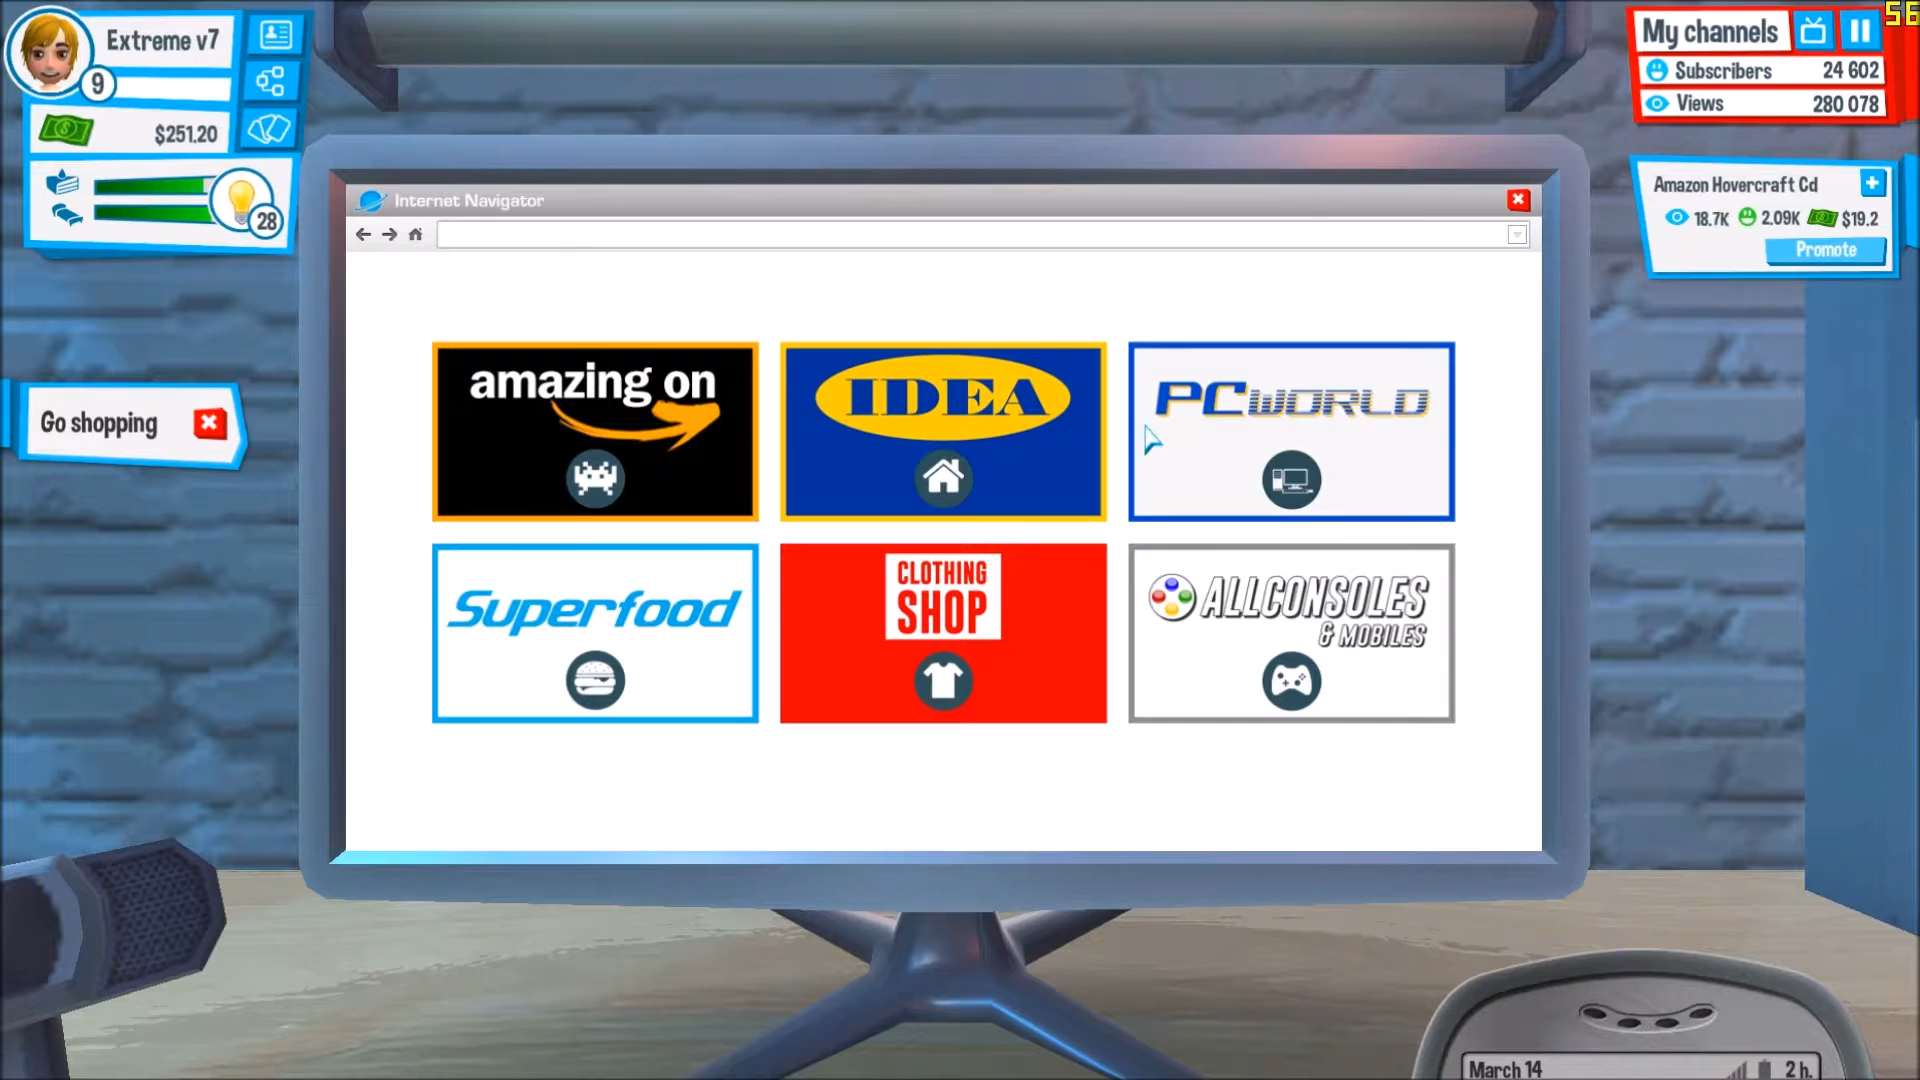 Extreme v7
9
$251.20
28
My channels
Subscribers 24 602
Views 280 078
56
Amazon Hovercraft Cd
18.7K 2.09K $19.2
Promote
Go shopping
Internet Navigator
amazing on
IDEA
PCWORLD
Superfood
CLOTHING
SHOP
ALLCONSOLES
& MOBILES
March 14 2 h.